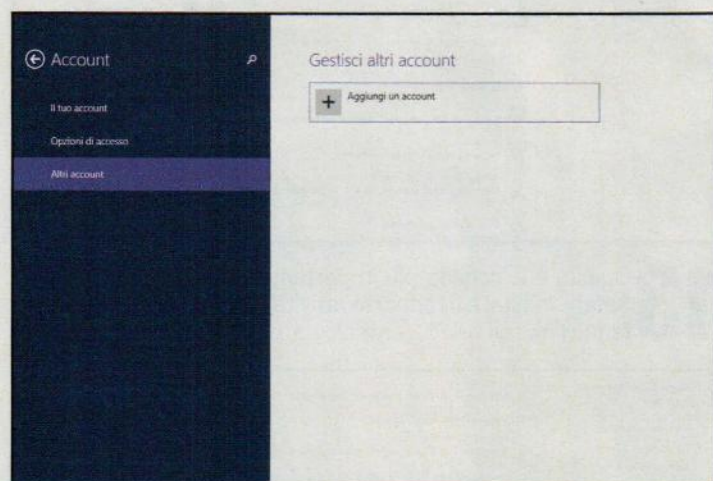 Account
Il tuo account
Opzioni di accesso
Altri account
Gestisci altri account
Aggiungi un account